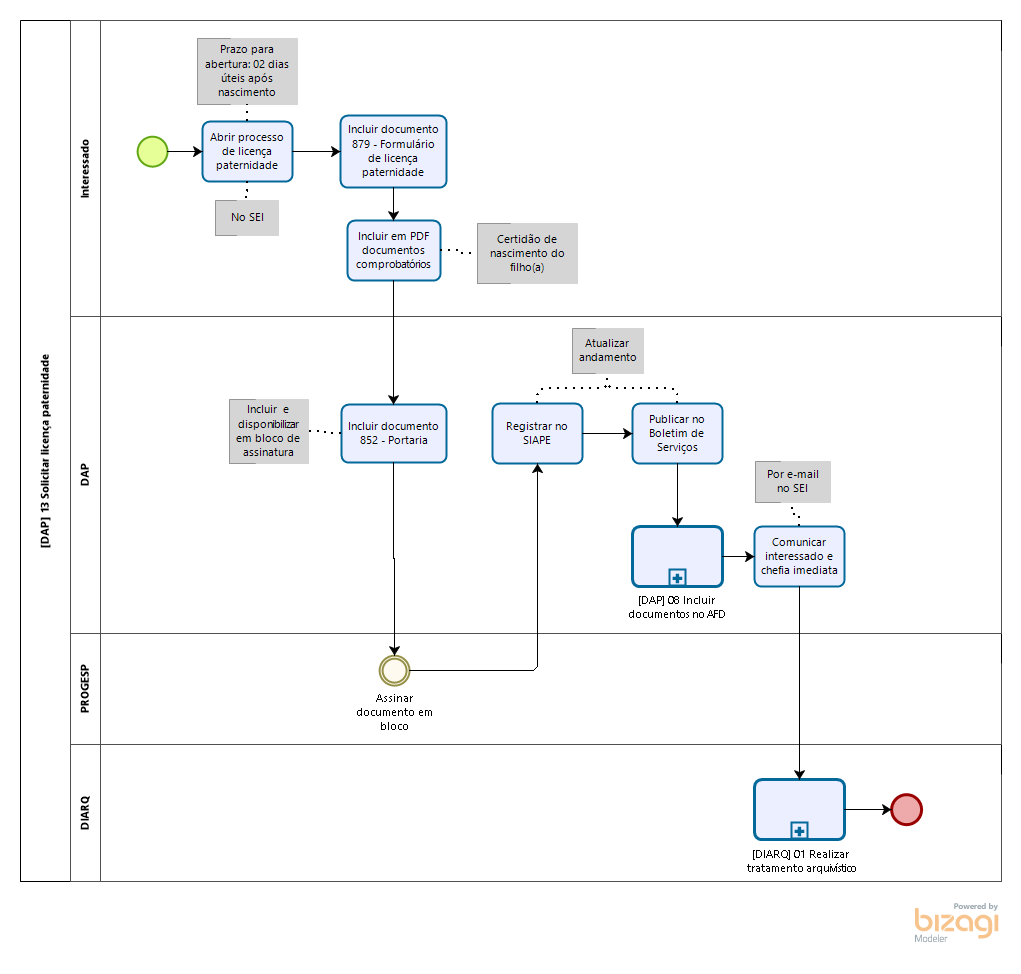 [DAP] 13 Solicitar licença paternidade
Interessado
Prazo para
abertura: 02 dias
úteis após
nascimento
Abrir processo
de licença
paternidade
No SEI
Incluir documento
879 - Formulário
de licença
paternidade
Incluir em PDF
documentos
comprobatórios
Certidão de
nascimento do
filho(a)
DAP
Incluir e
disponibilizar
em bloco de
assinatura
Incluir documento
852 - Portaria
Atualizar
andamento
Registrar no
SIAPE
Publicar no
Boletim de
Serviços
Por e-mail
no SEI
[DAP] 08 Incluir
documentos no AFD
Comunicar
interessado e
chefia imediata
PROGESP
Assinar
documento em
bloco
DIARQ
[DIARQ] 01 Realizar
tratamento arquivístico
Powered by
bizagi
Modeler